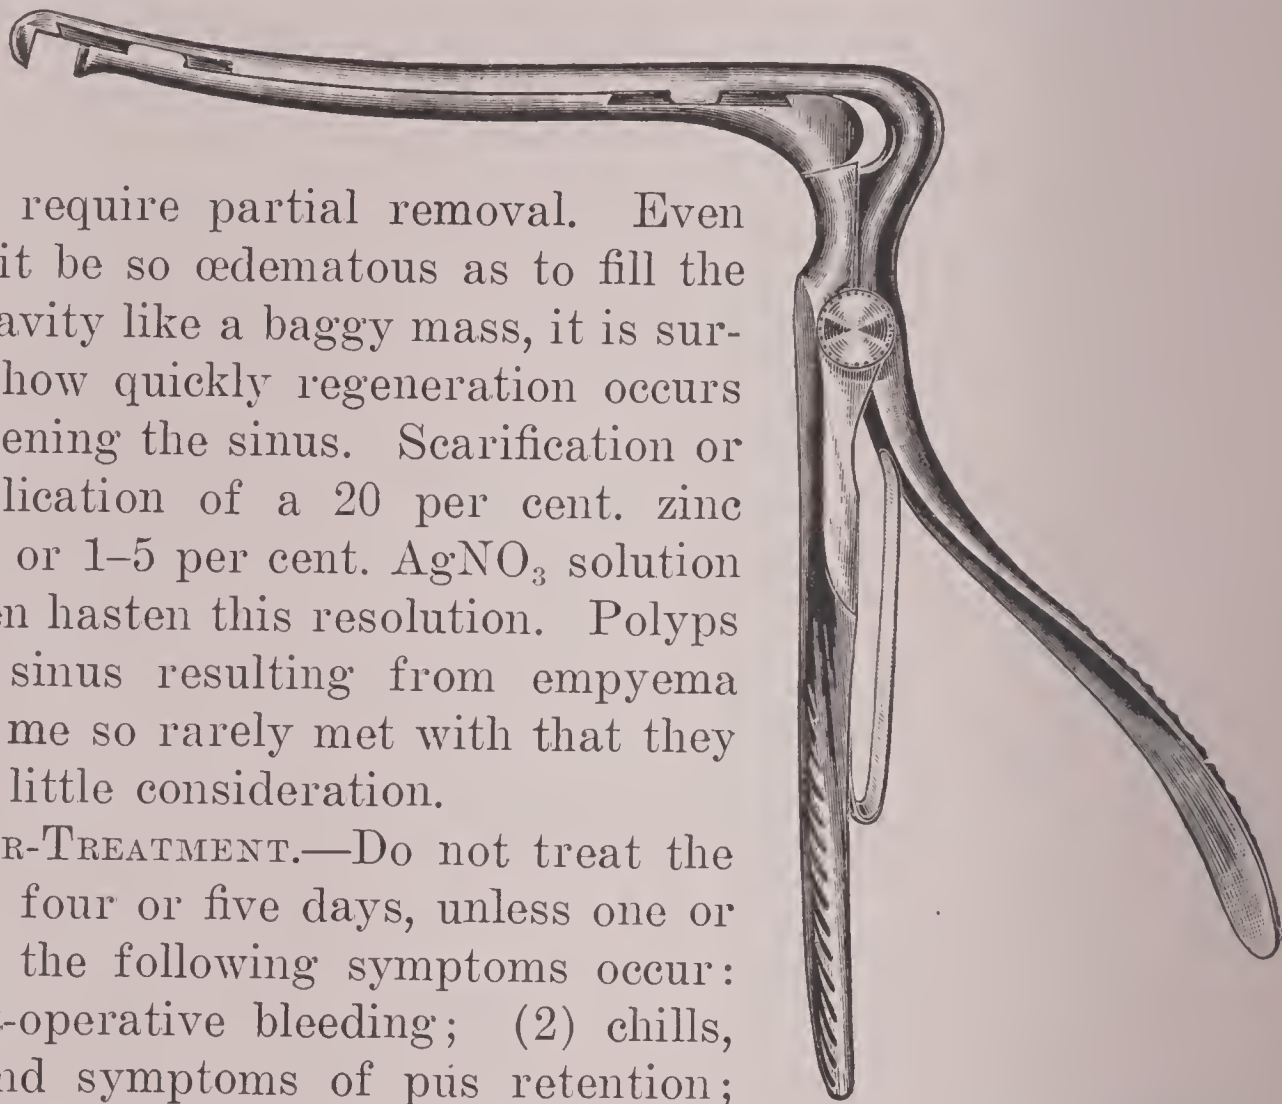 require partial removal. Even
it be so œdematous as to fill the
avity like a baggy mass, it is sur-
how quickly regeneration occurs
ening the sinus. Scarification or
lication of a 20 per cent. zinc
or 1–5 per cent. AgNO₃ solution
n hasten this resolution. Polyps
sinus resulting from empyema
me so rarely met with that they
little consideration.
R-TREATMENT.—Do not treat the
four or five days, unless one or
the following symptoms occur:
-operative bleeding; (2) chills,
nd symptoms of pus retention;